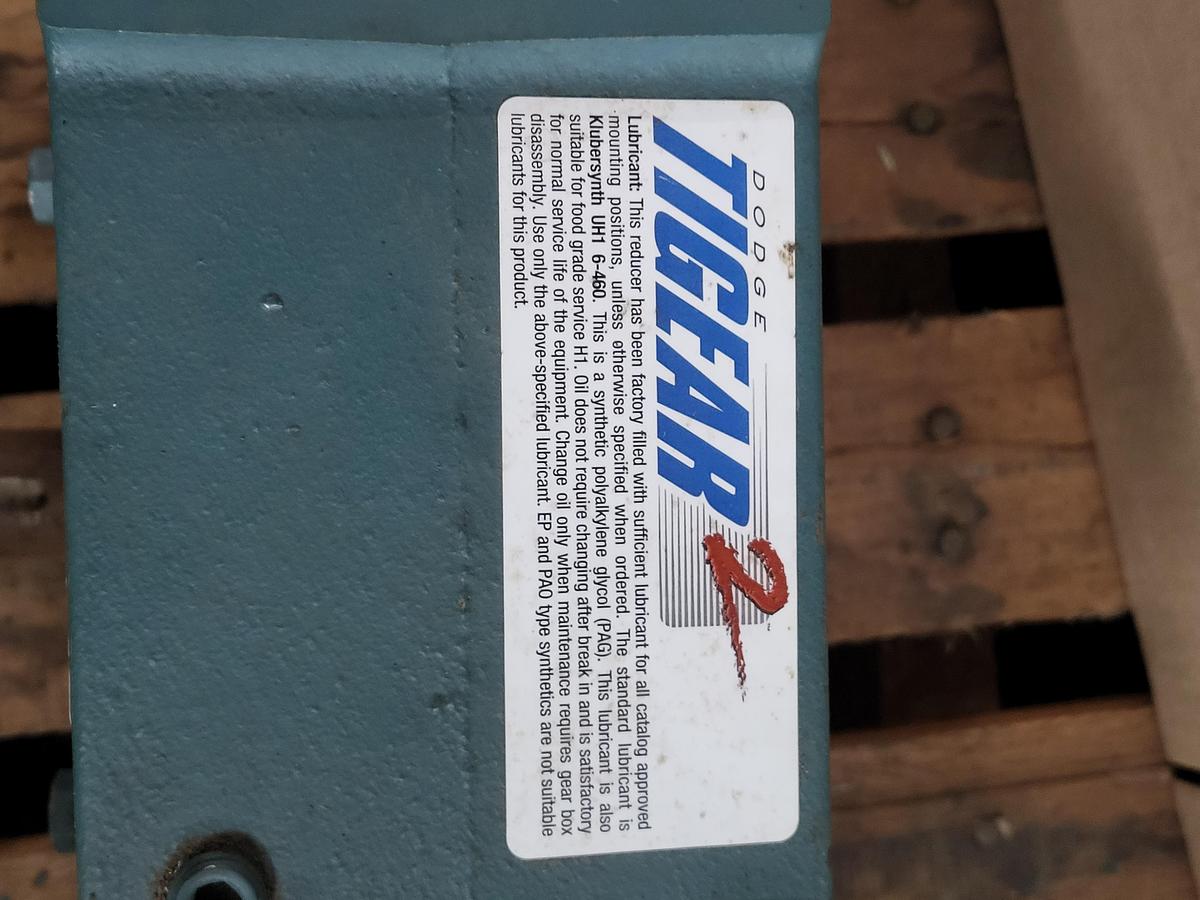 DODGE
TIGEAR 2™
Lubricant: This reducer has been factory filled with sufficient lubricant for all catalog approved
mounting positions, unless otherwise specified when ordered. The standard lubricant is
Klubersynth UH1 6-460. This is a synthetic polyalkylene glycol (PAG). This lubricant is also
suitable for food grade service H1. Oil does not require changing after break in and is satisfactory
for normal service life of the equipment. Change oil only when maintenance requires gear box
disassembly. Use only the above-specified lubricant. EP and PAO type synthetics are not suitable
lubricants for this product.